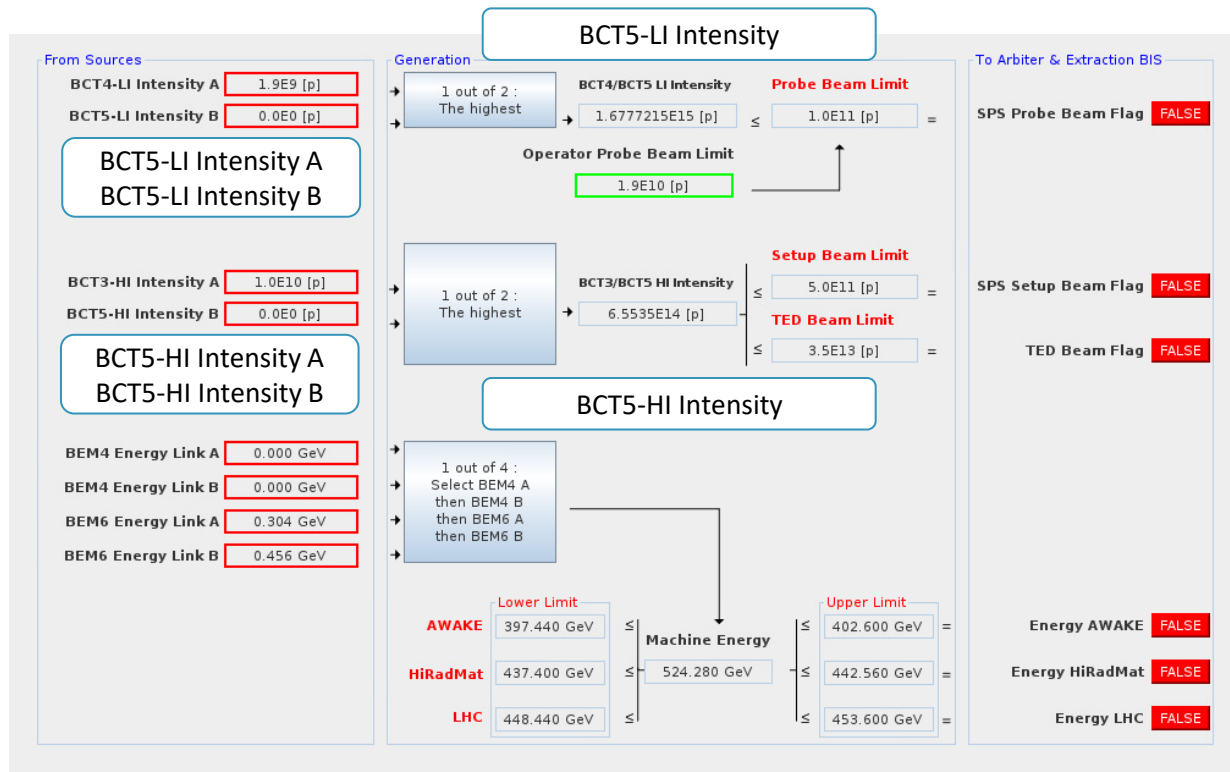 BCT5-LI Intensity
From Sources
BCT4-LI Intensity A 1.9E9 [p]
BCT5-LI Intensity B 0.0E0 [p]
BCT5-LI Intensity A
BCT5-LI Intensity B
BCT3-HI Intensity A 1.0E10 [p]
BCT5-HI Intensity B 0.0E0 [p]
BCT5-HI Intensity A
BCT5-HI Intensity B
BEM4 Energy Link A 0.000 GeV
BEM4 Energy Link B 0.000 GeV
BEM6 Energy Link A 0.304 GeV
BEM6 Energy Link B 0.456 GeV
Generation
1 out of 2 :
The highest
BCT4/BCT5 LI Intensity
1.6777215E15 [p]
≤
Probe Beam Limit
1.0E11 [p]
=
Operator Probe Beam Limit
1.9E10 [p]
1 out of 2 :
The highest
BCT3/BCT5 HI Intensity
6.5535E14 [p]
Setup Beam Limit
≤ 5.0E11 [p] =
TED Beam Limit
≤ 3.5E13 [p] =
BCT5-HI Intensity
1 out of 4 :
Select BEM4 A
then BEM4 B
then BEM6 A
then BEM6 B
Lower Limit
AWAKE 397.440 GeV ≤
HiRadMat 437.400 GeV ≤
LHC 448.440 GeV ≤
Machine Energy
524.280 GeV
Upper Limit
≤ 402.600 GeV =
≤ 442.560 GeV =
≤ 453.600 GeV =
To Arbiter & Extraction BIS
SPS Probe Beam Flag FALSE
SPS Setup Beam Flag FALSE
TED Beam Flag FALSE
Energy AWAKE FALSE
Energy HiRadMat FALSE
Energy LHC FALSE